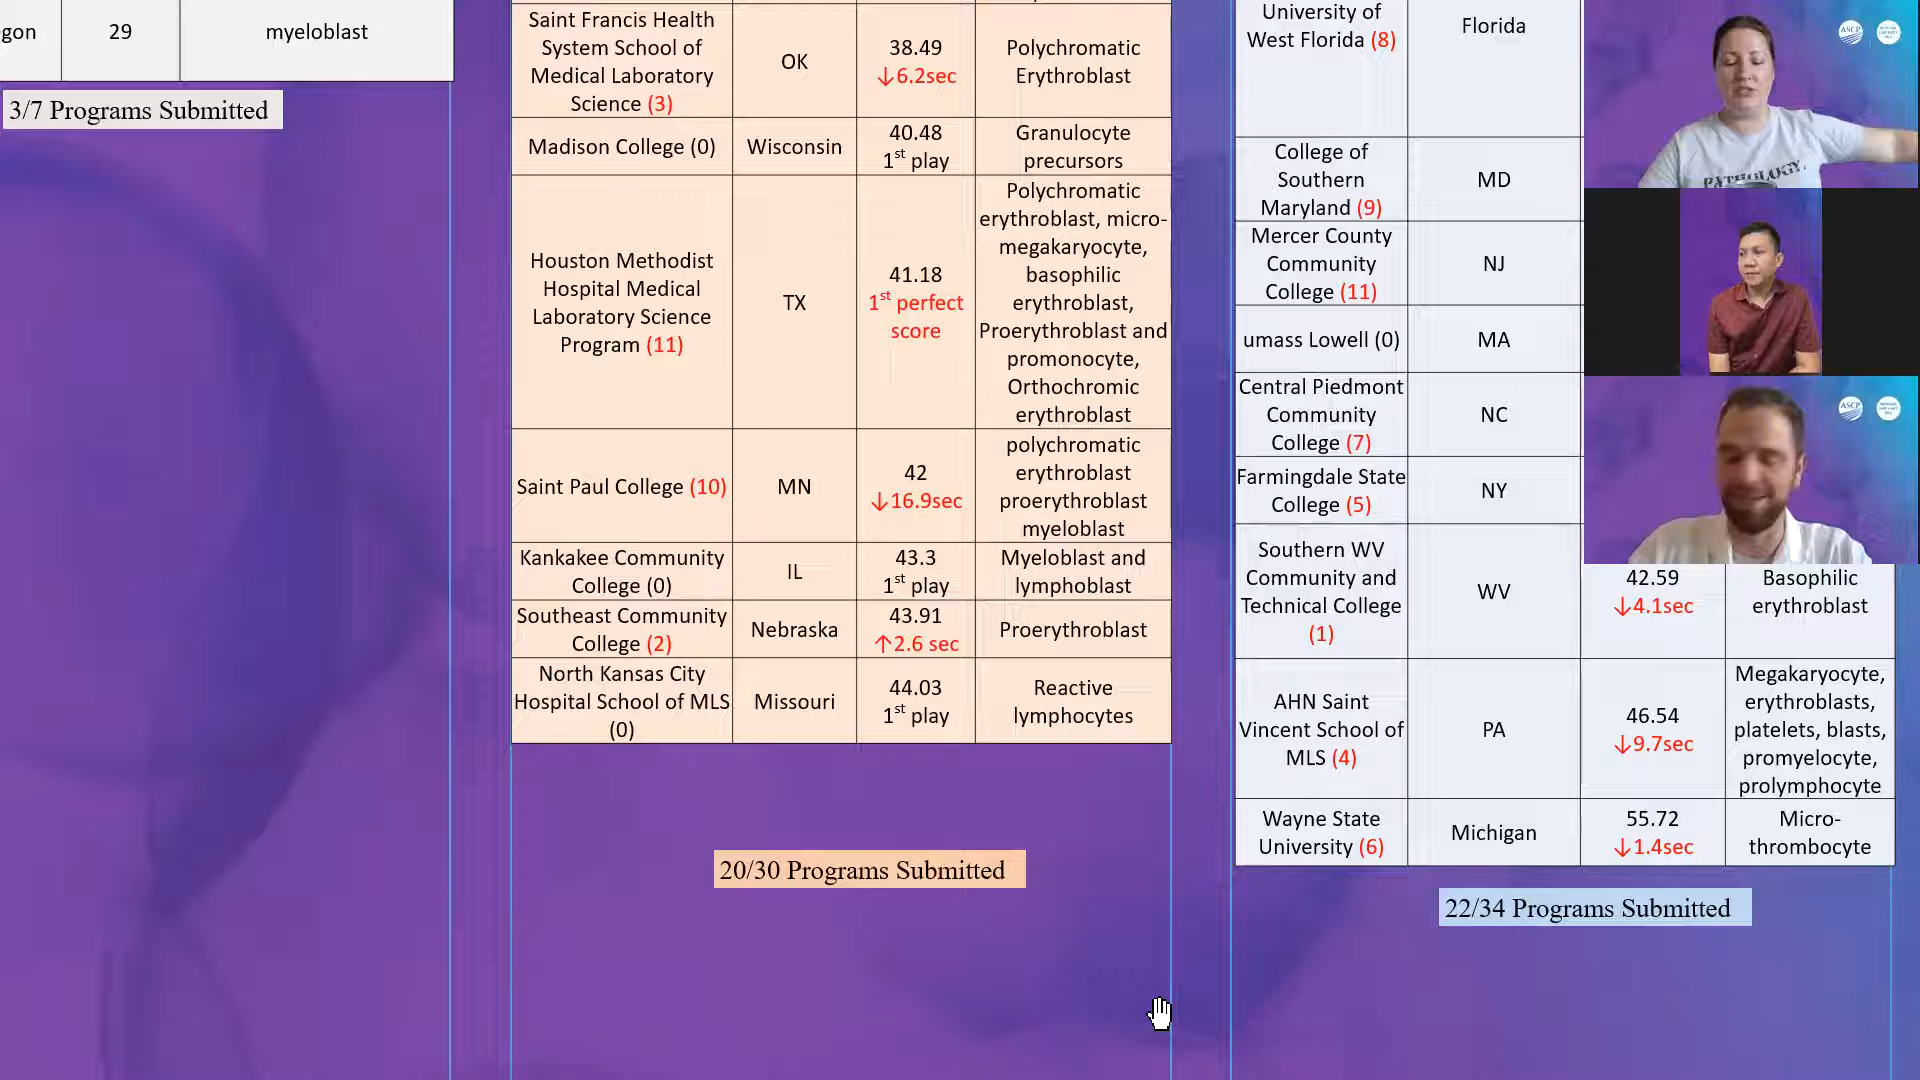 gon
29
myeloblast
3/7 Programs Submitted
Saint Francis Health
System School of
Medical Laboratory
Science (3)
OK
38.49
↓6.2sec
Polychromatic
Erythroblast
Madison College (0)
Wisconsin
40.48
1st play
Granulocyte
precursors
Houston Methodist
Hospital Medical
Laboratory Science
Program (11)
TX
41.18
1st perfect
score
Polychromatic
erythroblast, micro-
megakaryocyte,
basophilic
erythroblast,
Proerythroblast and
promonocyte,
Orthochromic
erythroblast
Saint Paul College (10)
MN
42
↓16.9sec
polychromatic
erythroblast
proerythroblast
myeloblast
Kankakee Community
College (0)
IL
43.3
1st play
Myeloblast and
lymphoblast
Southeast Community
College (2)
Nebraska
43.91
↑2.6 sec
Proerythroblast
North Kansas City
Hospital School of MLS
(0)
Missouri
44.03
1st play
Reactive
lymphocytes
20/30 Programs Submitted
University of
West Florida (8)
Florida
College of
Southern
Maryland (9)
MD
Mercer County
Community
College (11)
NJ
umass Lowell (0)
MA
Central Piedmont
Community
College (7)
NC
Farmingdale State
College (5)
NY
Southern WV
Community and
Technical College
(1)
WV
42.59
↓4.1sec
Basophilic
erythroblast
AHN Saint
Vincent School of
MLS (4)
PA
46.54
↓9.7sec
Megakaryocyte,
erythroblasts,
platelets, blasts,
promyelocyte,
prolymphocyte
Wayne State
University (6)
Michigan
55.72
↓1.4sec
Micro-
thrombocyte
22/34 Programs Submitted
ASCP
PATHOLOGY
ASCP